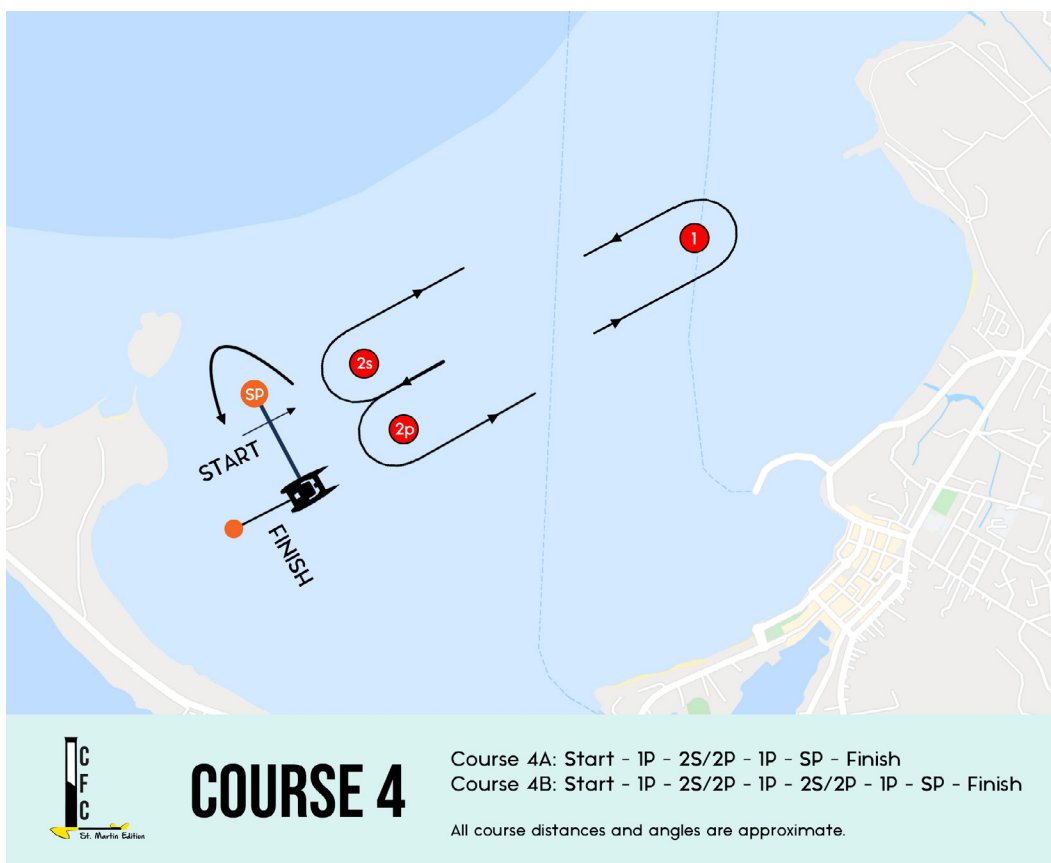 1
2s
SP
2p
START
FINISH
C
F
C
St. Martin Edition
COURSE 4
Course 4A: Start - 1P - 2S/2P - 1P - SP - Finish
Course 4B: Start - 1P - 2S/2P - 1P - 2S/2P - 1P - SP - Finish
All course distances and angles are approximate.